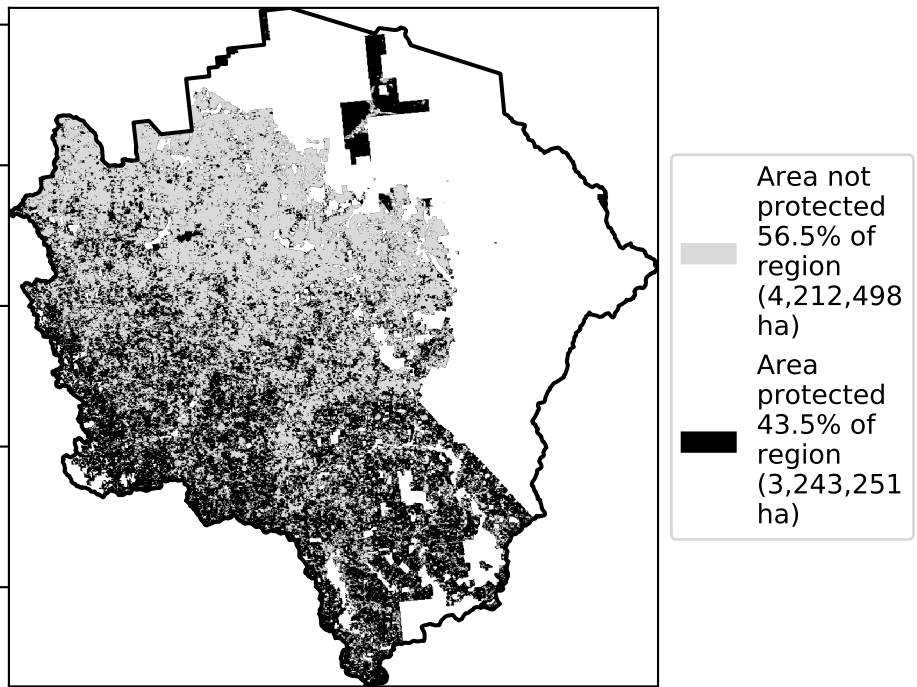 Area not
protected
56.5% of
region
(4,212,498
ha)
Area
protected
43.5% of
region
(3,243,251
ha)